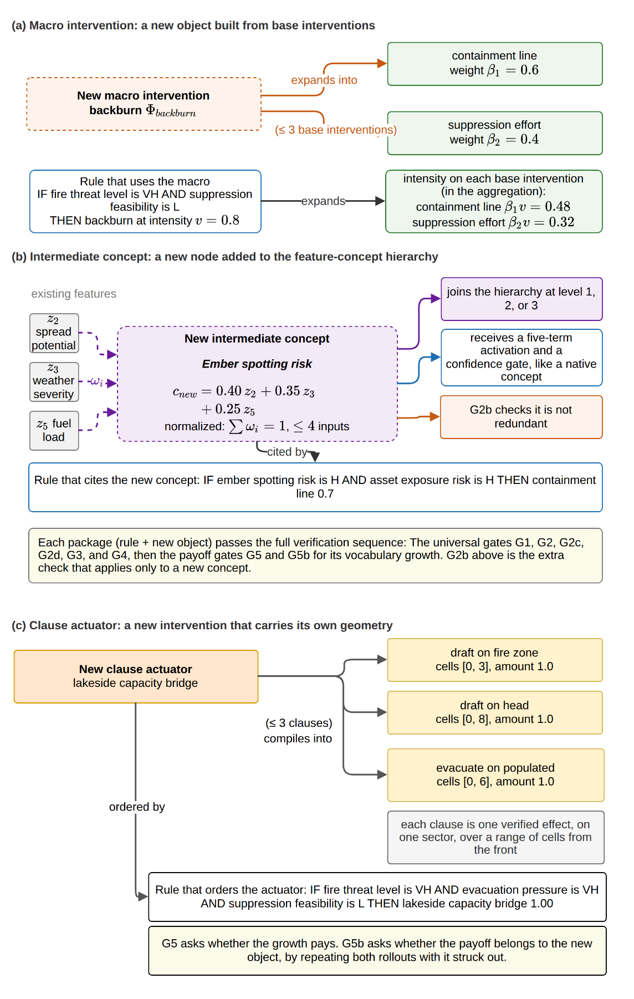 (a) Macro intervention: a new object built from base interventions
containment line
weight β₁ = 0.6
expands into
New macro intervention
backburn Φ_backburn
(≤ 3 base interventions)
suppression effort
weight β₂ = 0.4
Rule that uses the macro
IF fire threat level is VH AND suppression
feasibility is L
THEN backburn at intensity v = 0.8
expands
intensity on each base intervention
(in the aggregation):
containment line β₁v = 0.48
suppression effort β₂v = 0.32
(b) Intermediate concept: a new node added to the feature-concept hierarchy
existing features
z₂
spread
potential
z₃
weather
severity
z₅ fuel
load
ωᵢ
New intermediate concept
Ember spotting risk
c_new = 0.40 z₂ + 0.35 z₃
+ 0.25 z₅
normalized: ∑ ωᵢ = 1, ≤ 4 inputs
joins the hierarchy at level 1,
2, or 3
receives a five-term
activation and a
confidence gate, like a native
concept
G2b checks it is not
redundant
cited by
Rule that cites the new concept: IF ember spotting risk is H AND asset exposure risk is H THEN containment
line 0.7
Each package (rule + new object) passes the full verification sequence: The universal gates G1, G2, G2c,
G2d, G3, and G4, then the payoff gates G5 and G5b for its vocabulary growth. G2b above is the extra
check that applies only to a new concept.
(c) Clause actuator: a new intervention that carries its own geometry
New clause actuator
lakeside capacity bridge
draft on fire zone
cells [0, 3], amount 1.0
draft on head
cells [0, 8], amount 1.0
(≤ 3 clauses)
compiles into
evacuate on populated
cells [0, 6], amount 1.0
ordered by
each clause is one verified effect, on
one sector, over a range of cells from
the front
Rule that orders the actuator: IF fire threat level is VH AND evacuation pressure is VH
AND suppression feasibility is L THEN lakeside capacity bridge 1.00
G5 asks whether the growth pays. G5b asks whether the payoff belongs to the new
object, by repeating both rollouts with it struck out.